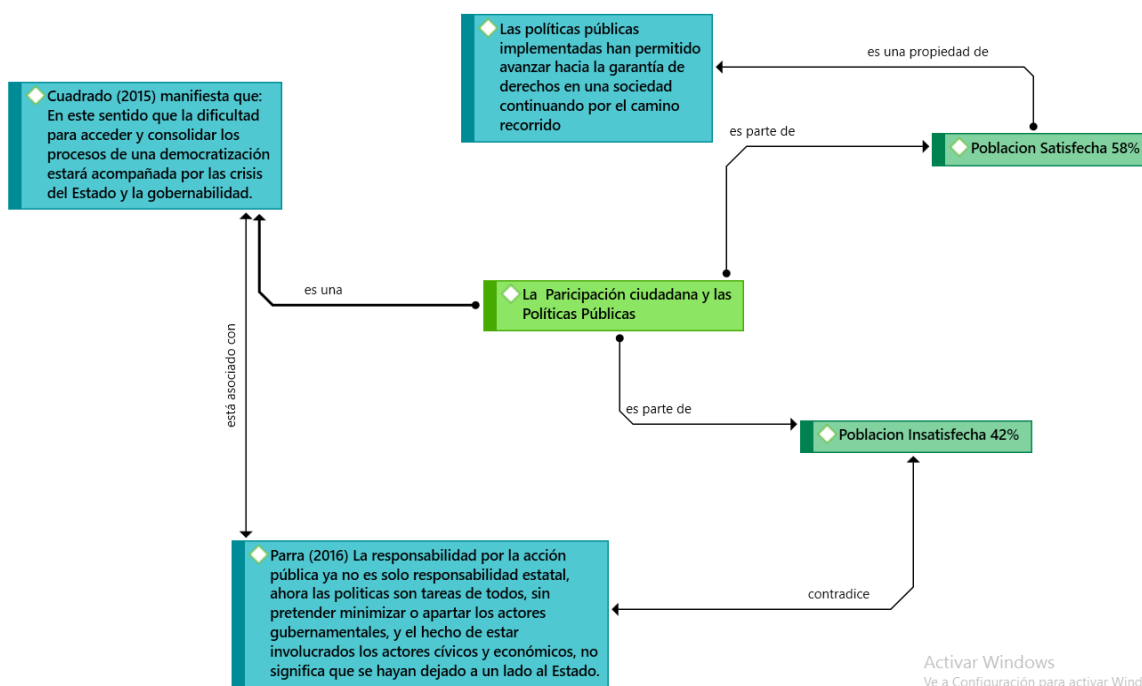 Las políticas públicas
implementadas han permitido
avanzar hacia la garantía de
derechos en una sociedad
continuando por el camino
recorrido
es una propiedad de
Cuadrado (2015) manifiesta que:
En este sentido que la dificultad
para acceder y consolidar los
procesos de una democratización
estará acompañada por las crisis
del Estado y la gobernabilidad.
es parte de
Poblacion Satisfecha 58%
es una
La Paricipación ciudadana y las
Políticas Públicas
está asociado con
es parte de
Poblacion Insatisfecha 42%
Parra (2016) La responsabilidad por la acción
pública ya no es solo responsabilidad estatal,
ahora las politicas son tareas de todos, sin
pretender minimizar o apartar los actores
gubernamentales, y el hecho de estar
involucrados los actores cívicos y económicos, no
significa que se hayan dejado a un lado al Estado.
contradice
Activar Windows
Ve a Configuración para activar Wind